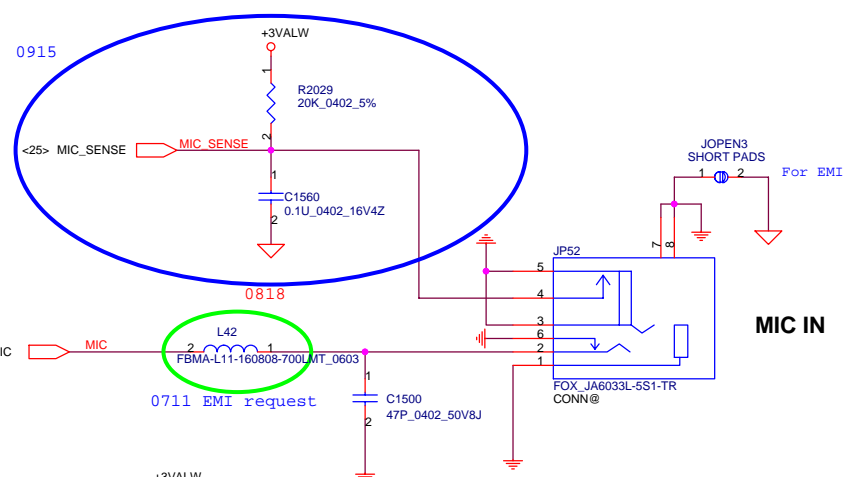 0915
+3VALW
1
R2029
20K_0402_5%
2
<25> MIC_SENSE
MIC_SENSE
1
C1560
0.1U_0402_16V4Z
2
0818
JOPEN3
SHORT PADS
1 2
For EMI
7 8
JP52
5
4
3
6
2
1
MIC IN
FOX_JA6033L-5S1-TR
CONN@
IC
MIC
L42
2 1
FBMA-L11-160808-700LMT_0603
0711 EMI request
1
C1500
47P_0402_50V8J
2
+3VALW